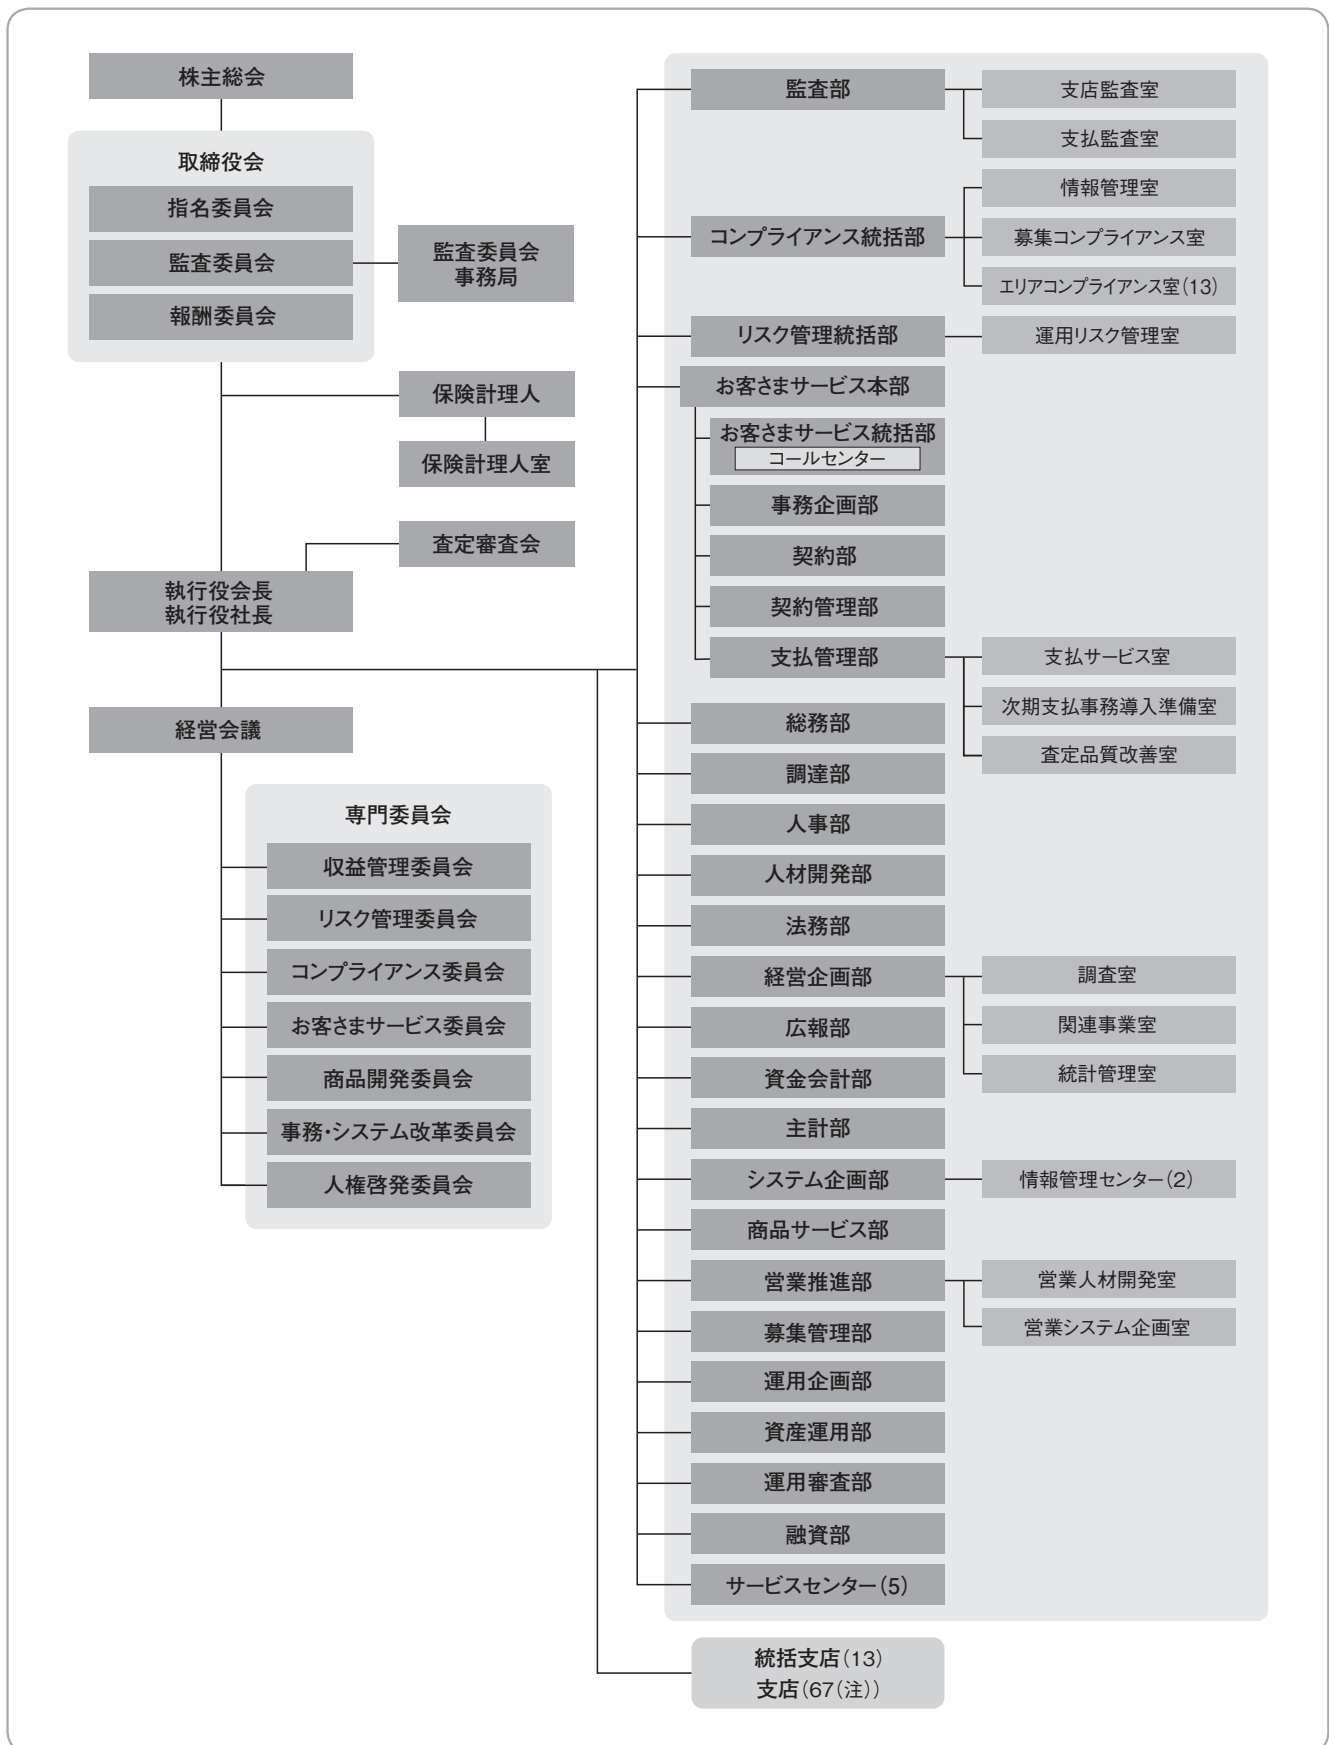 株主総会
取締役会
指名委員会
監査委員会
報酬委員会
監査委員会
事務局
保険計理人
保険計理人室
査定審査会
執行役会長
執行役社長
経営会議
専門委員会
収益管理委員会
リスク管理委員会
コンプライアンス委員会
お客さまサービス委員会
商品開発委員会
事務・システム改革委員会
人権啓発委員会
監査部
支店監査室
支払監査室
コンプライアンス統括部
情報管理室
募集コンプライアンス室
エリアコンプライアンス室(13)
リスク管理統括部
運用リスク管理室
お客さまサービス本部
お客さまサービス統括部
コールセンター
事務企画部
契約部
契約管理部
支払管理部
支払サービス室
次期支払事務導入準備室
査定品質改善室
総務部
調達部
人事部
人材開発部
法務部
経営企画部
調査室
関連事業室
統計管理室
広報部
資金会計部
主計部
システム企画部
情報管理センター(2)
商品サービス部
営業推進部
営業人材開発室
営業システム企画室
募集管理部
運用企画部
資産運用部
運用審査部
融資部
サービスセンター(5)
統括支店(13)
支店(67(注))